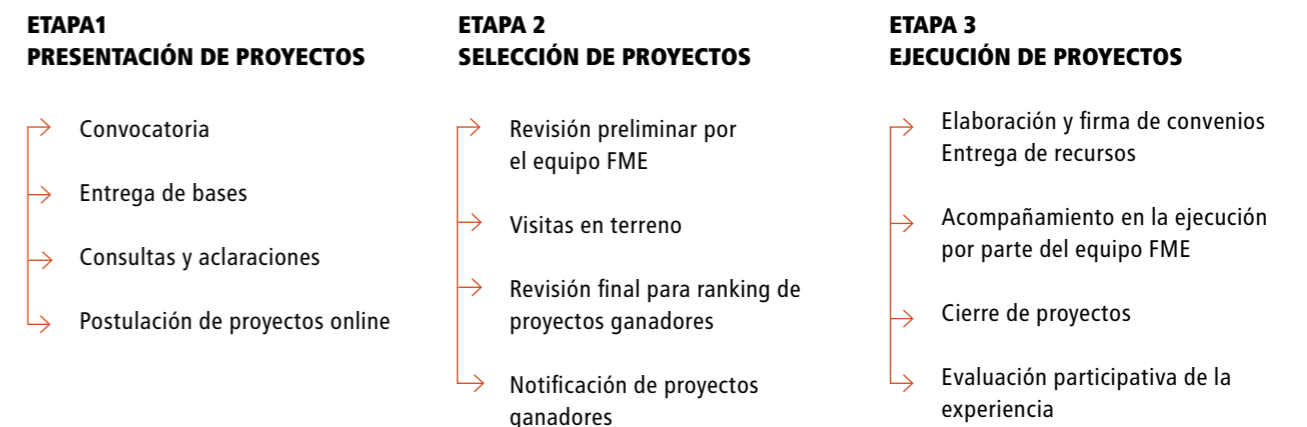 ETAPA1
PRESENTACIÓN DE PROYECTOS
Convocatoria
Entrega de bases
Consultas y aclaraciones
Postulación de proyectos online
ETAPA 2
SELECCIÓN DE PROYECTOS
Revisión preliminar por
el equipo FME
Visitas en terreno
Revisión final para ranking de
proyectos ganadores
Notificación de proyectos
ganadores
ETAPA 3
EJECUCIÓN DE PROYECTOS
Elaboración y firma de convenios
Entrega de recursos
Acompañamiento en la ejecución
por parte del equipo FME
Cierre de proyectos
Evaluación participativa de la
experiencia